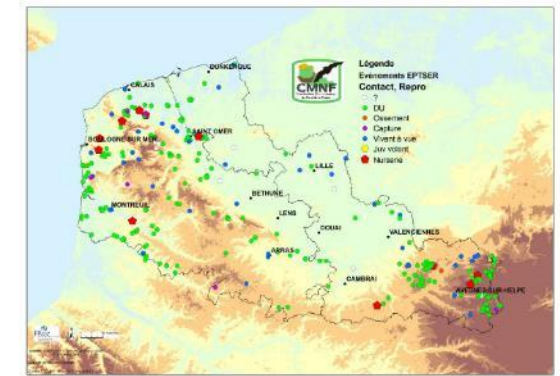 DUNKERQUE
CALAIS
SAINT OMER
BOULOGNE SUR MER
LILLE
BETHUNE
MONTREUIL
LENS
DOUAI
VALENCIENNES
ARRAS
CAMBRAI
AVESNES-SUR-HELPE
CMNF
Légende
Evénements EPTSER
Contact, Repro
?
DU
Ossement
Capture
Vivant à vue
Juv volant
Nurserie